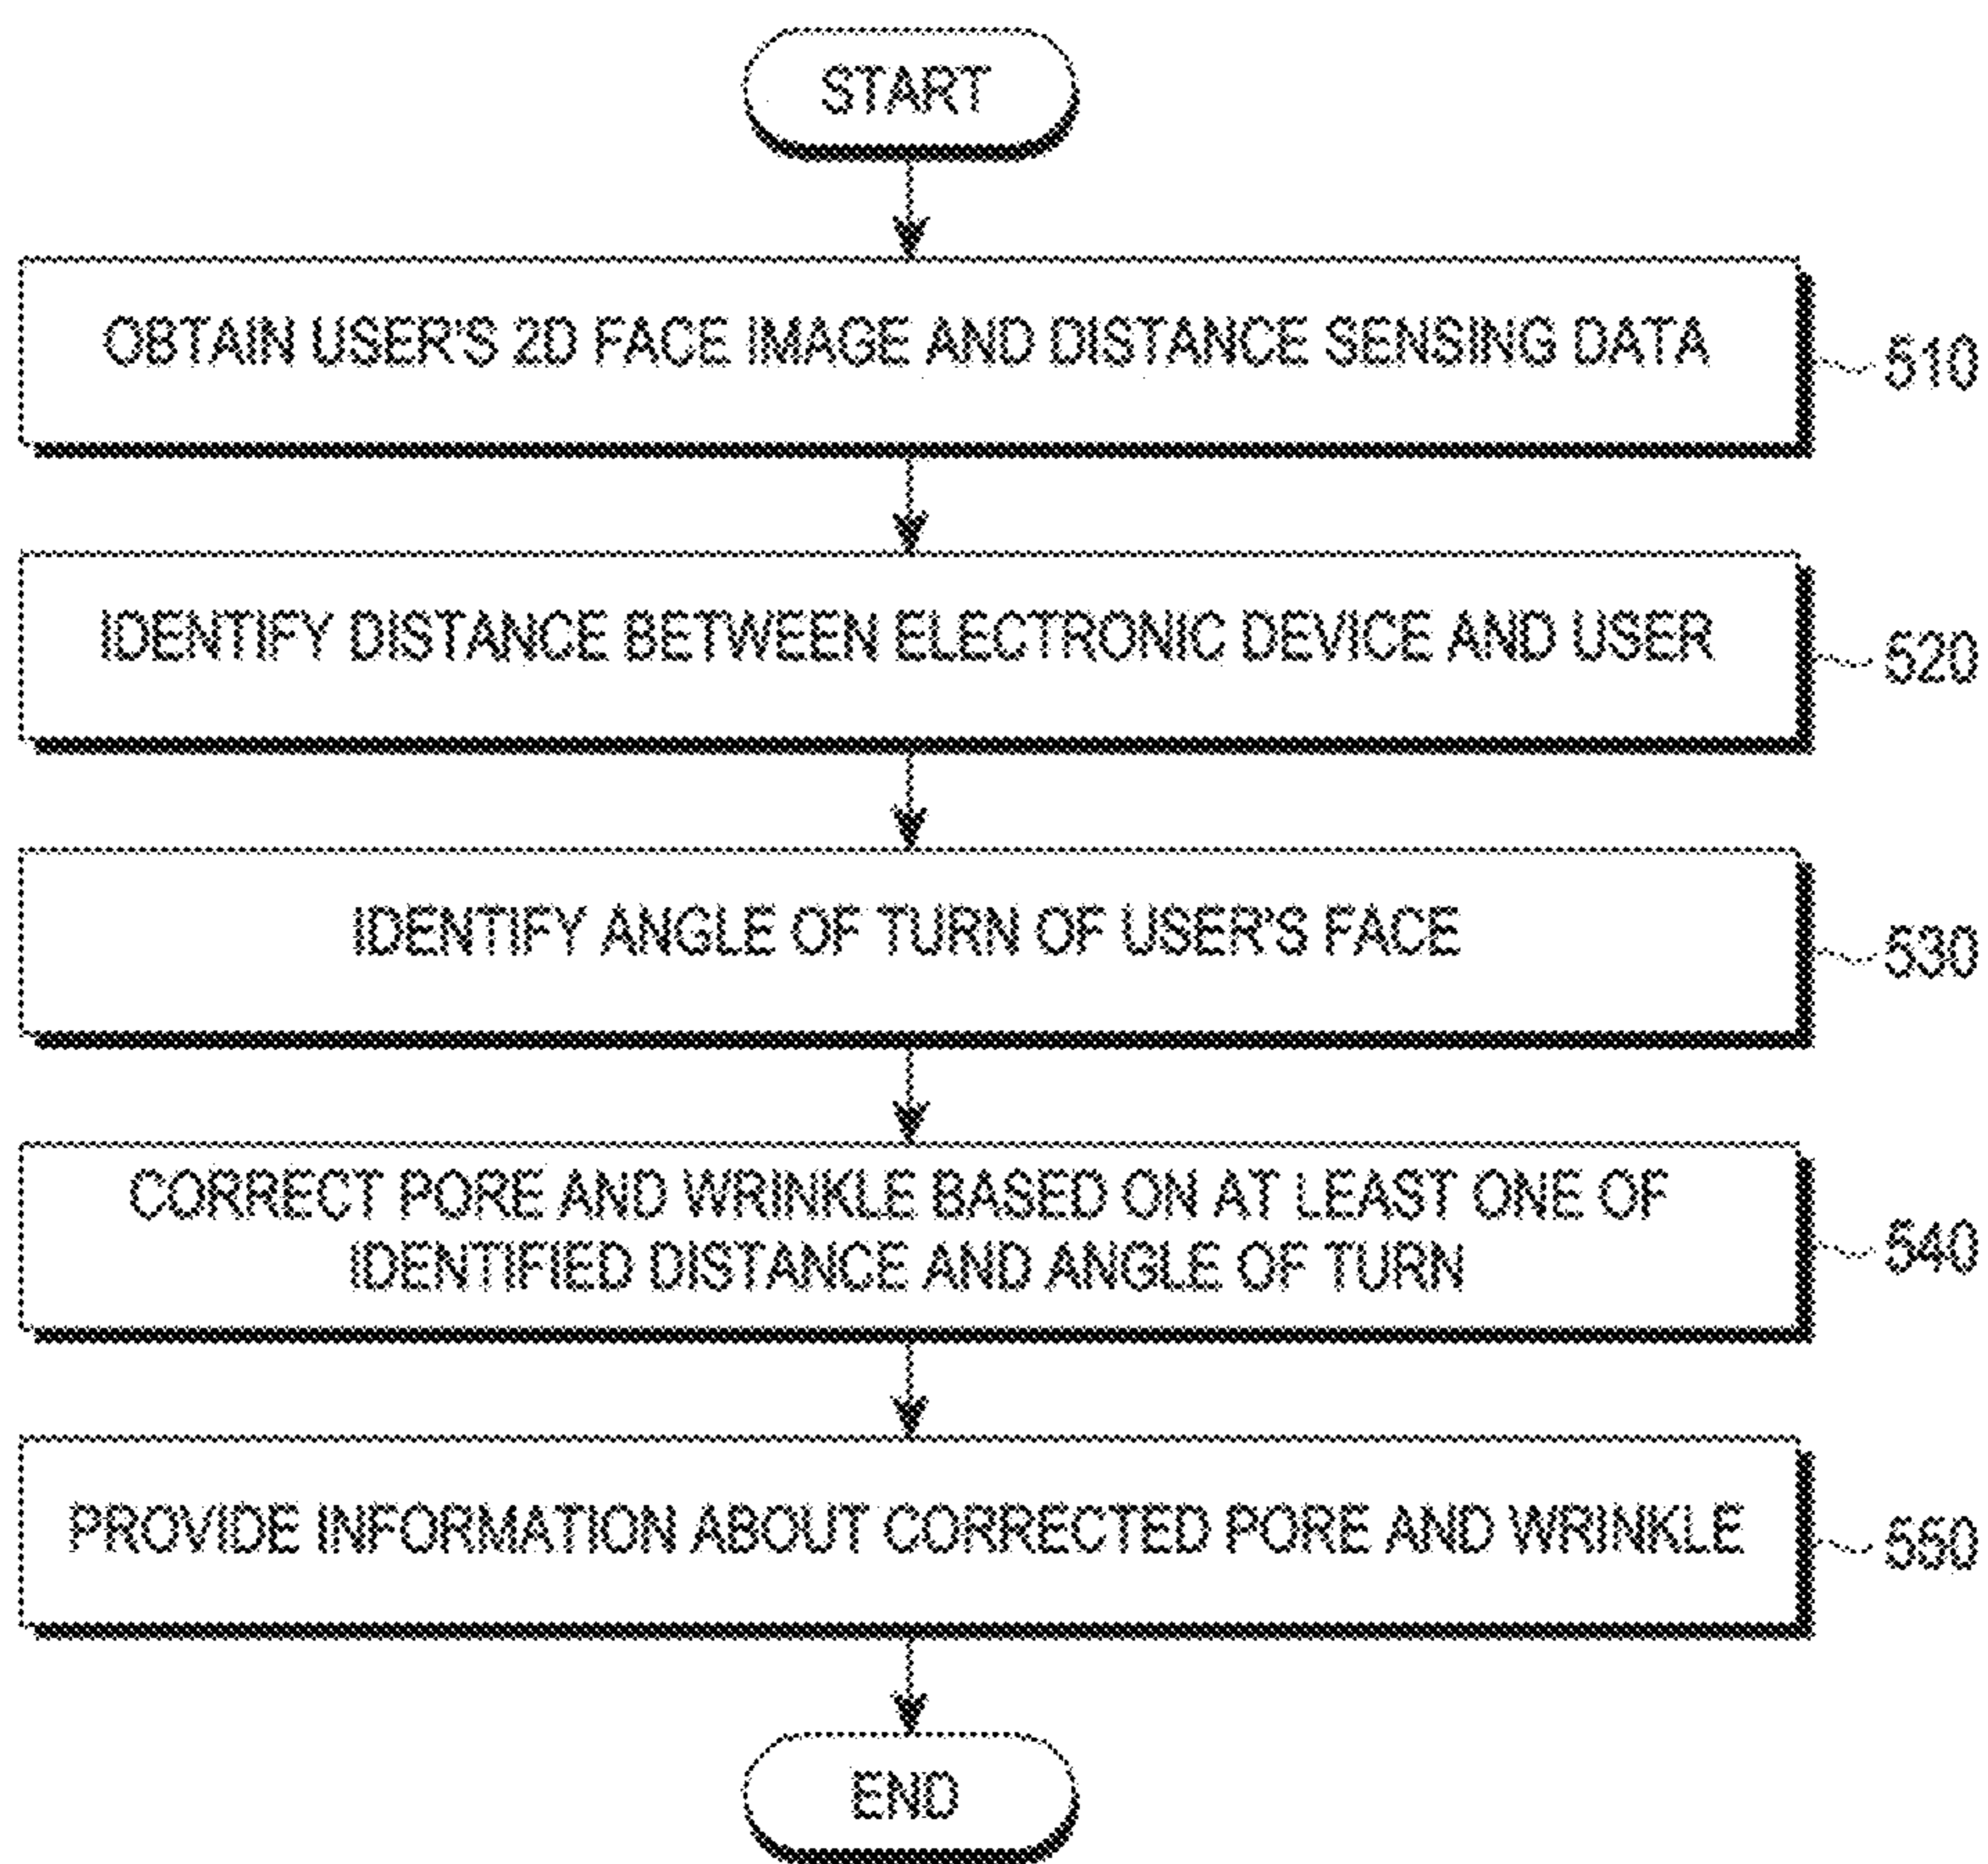 START
OBTAIN USER'S 2D FACE IMAGE AND DISTANCE SENSING DATA
510
IDENTIFY DISTANCE BETWEEN ELECTRONIC DEVICE AND USER
520
IDENTIFY ANGLE OF TURN OF USER'S FACE
530
CORRECT PORE AND WRINKLE BASED ON AT LEAST ONE OF
IDENTIFIED DISTANCE AND ANGLE OF TURN
540
PROVIDE INFORMATION ABOUT CORRECTED PORE AND WRINKLE
550
END